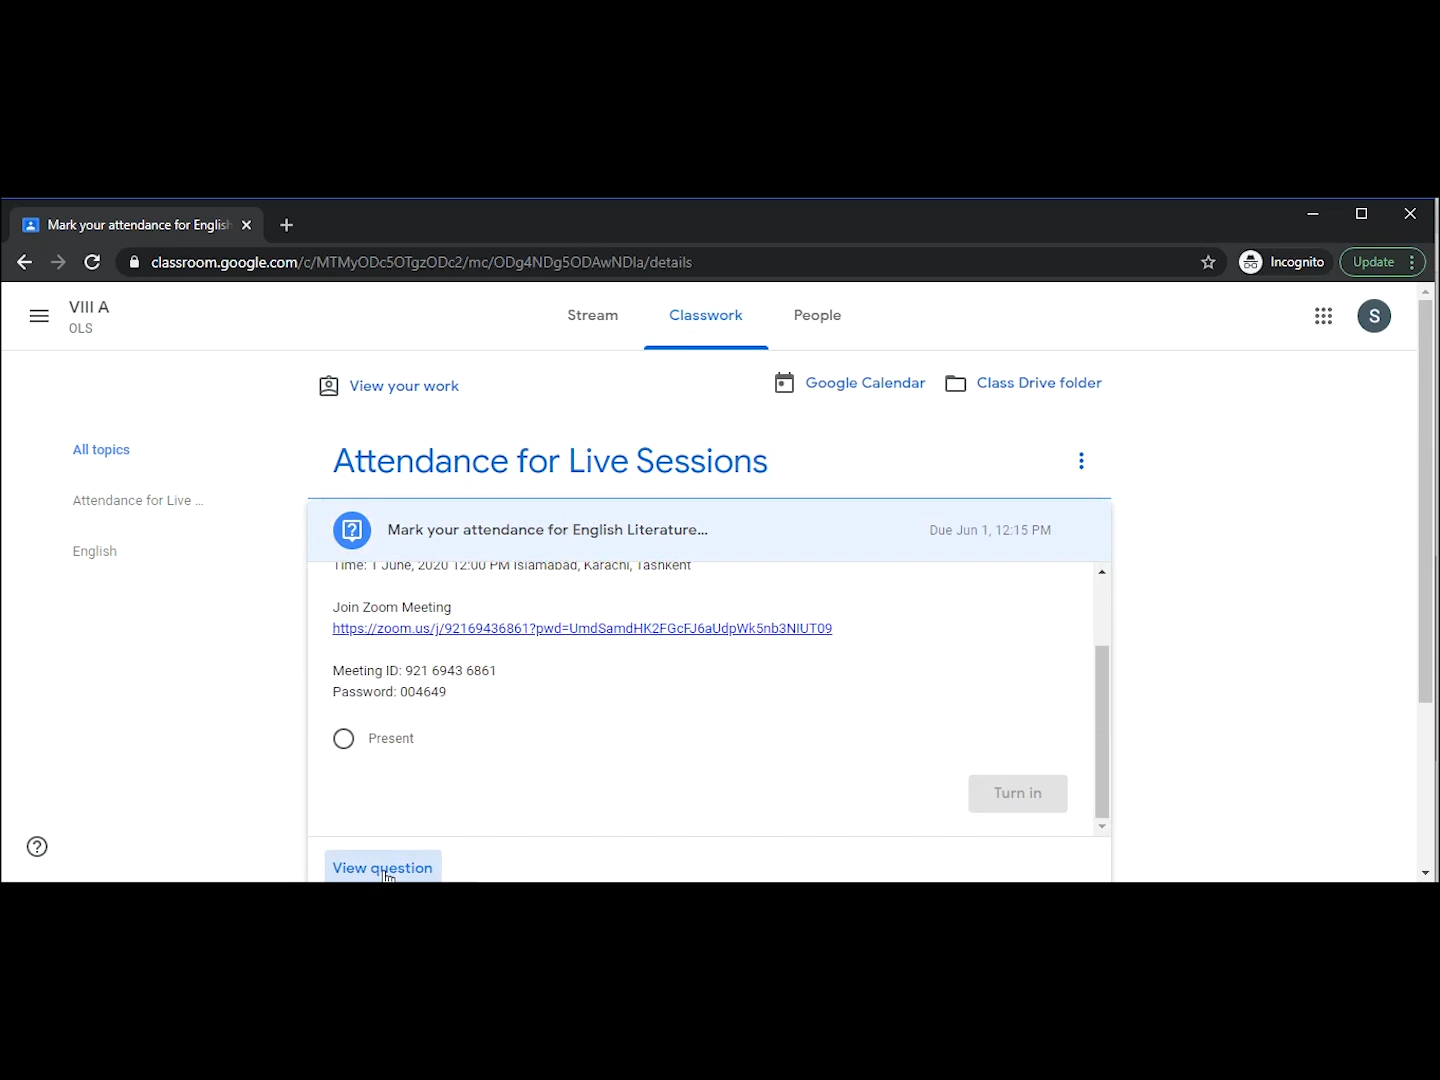 Mark your attendance for English
classroom.google.com/c/MTMyODc5OTgzODc2/mc/ODg4NDg5ODAwNDIa/details
Incognito
Update
VIII A
OLS
Stream
Classwork
People
S
View your work
Google Calendar
Class Drive folder
All topics
Attendance for Live ...
English
Attendance for Live Sessions
Mark your attendance for English Literature...
Due Jun 1, 12:15 PM
Time: 1 June, 2020 12:00 PM Islamabad, Karachi, Tashkent
Join Zoom Meeting
https://zoom.us/j/92169436861?pwd=UmdSamdHK2FGcFJ6aUdpWk5nb3NIUT09
Meeting ID: 921 6943 6861
Password: 004649
Present
Turn in
View question